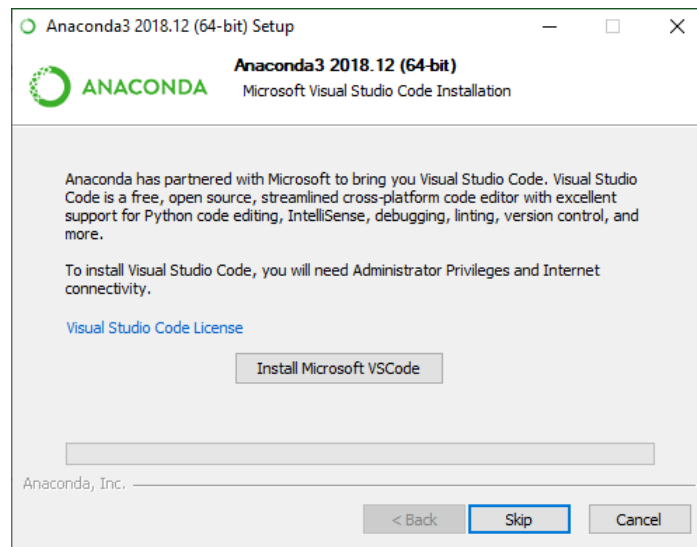 Anaconda3 2018.12 (64-bit) Setup
ANACONDA
Anaconda3 2018.12 (64-bit)
Microsoft Visual Studio Code Installation
Anaconda has partnered with Microsoft to bring you Visual Studio Code. Visual Studio
Code is a free, open source, streamlined cross-platform code editor with excellent
support for Python code editing, IntelliSense, debugging, linting, version control, and
more.
To install Visual Studio Code, you will need Administrator Privileges and Internet
connectivity.
Visual Studio Code License
Install Microsoft VSCode
Anaconda, Inc.
< Back
Skip
Cancel